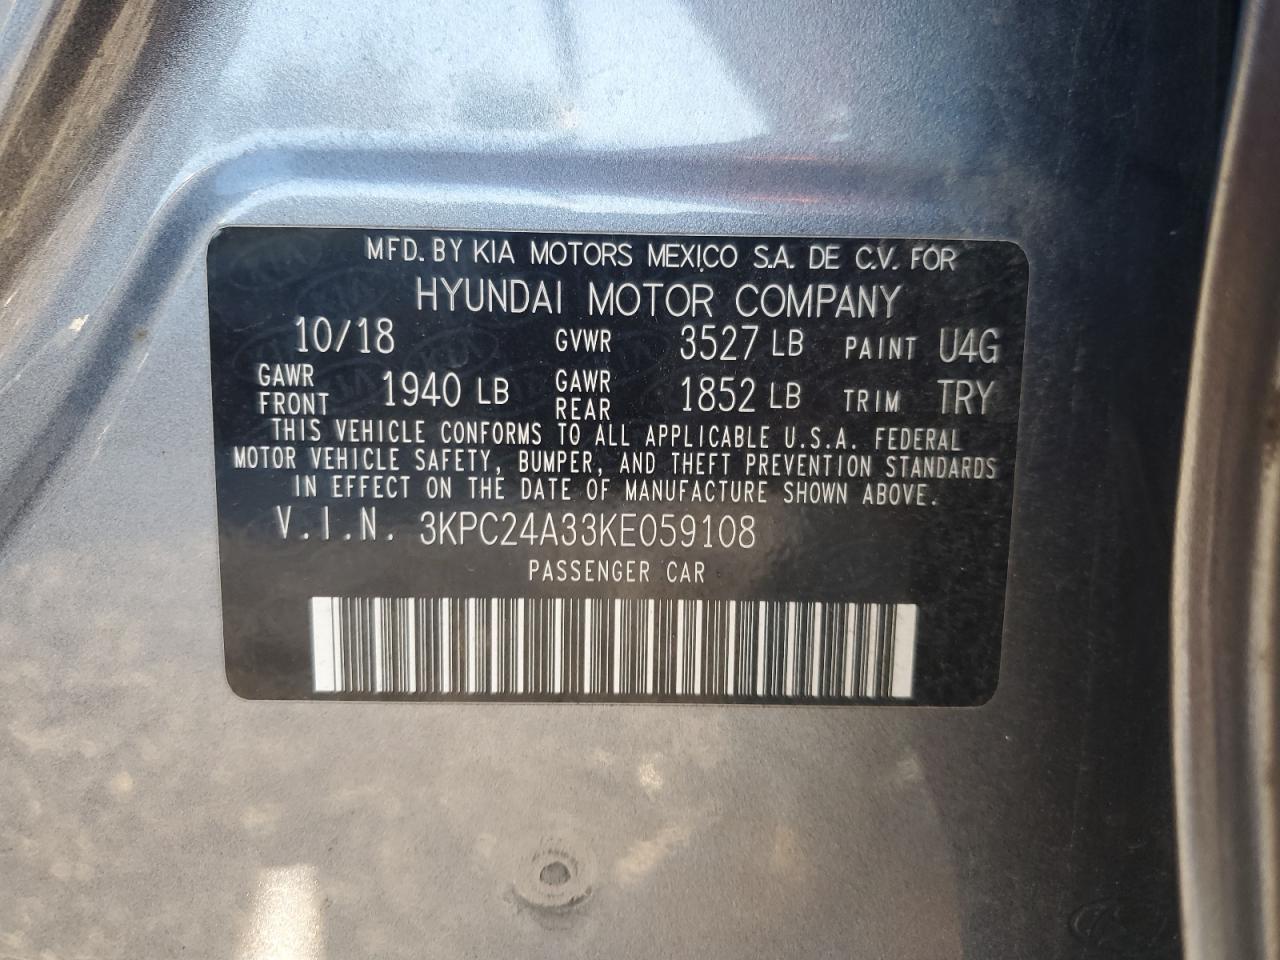 MFD. BY KIA MOTORS MEXICO S.A. DE C.V. FOR
HYUNDAI MOTOR COMPANY
10/18 GVWR 3527 LB PAINT U4G
GAWR FRONT 1940 LB GAWR REAR 1852 LB TRIM TRY
THIS VEHICLE CONFORMS TO ALL APPLICABLE U.S.A. FEDERAL
MOTOR VEHICLE SAFETY, BUMPER, AND THEFT PREVENTION STANDARDS
IN EFFECT ON THE DATE OF MANUFACTURE SHOWN ABOVE.
V.I.N. 3KPC24A33KE059108
PASSENGER CAR